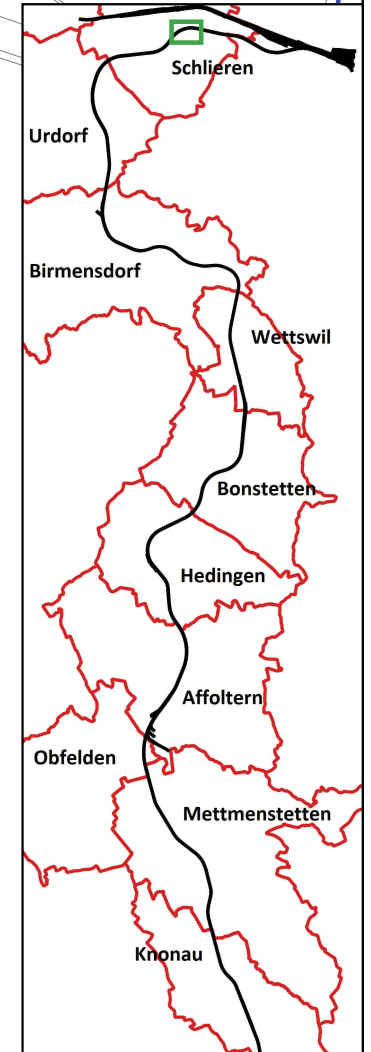 Schlieren
Urdorf
Birmensdorf
Wettswil
Bonstetten
Hedingen
Affoltern
Obfelden
Mettmenstetten
Knonau